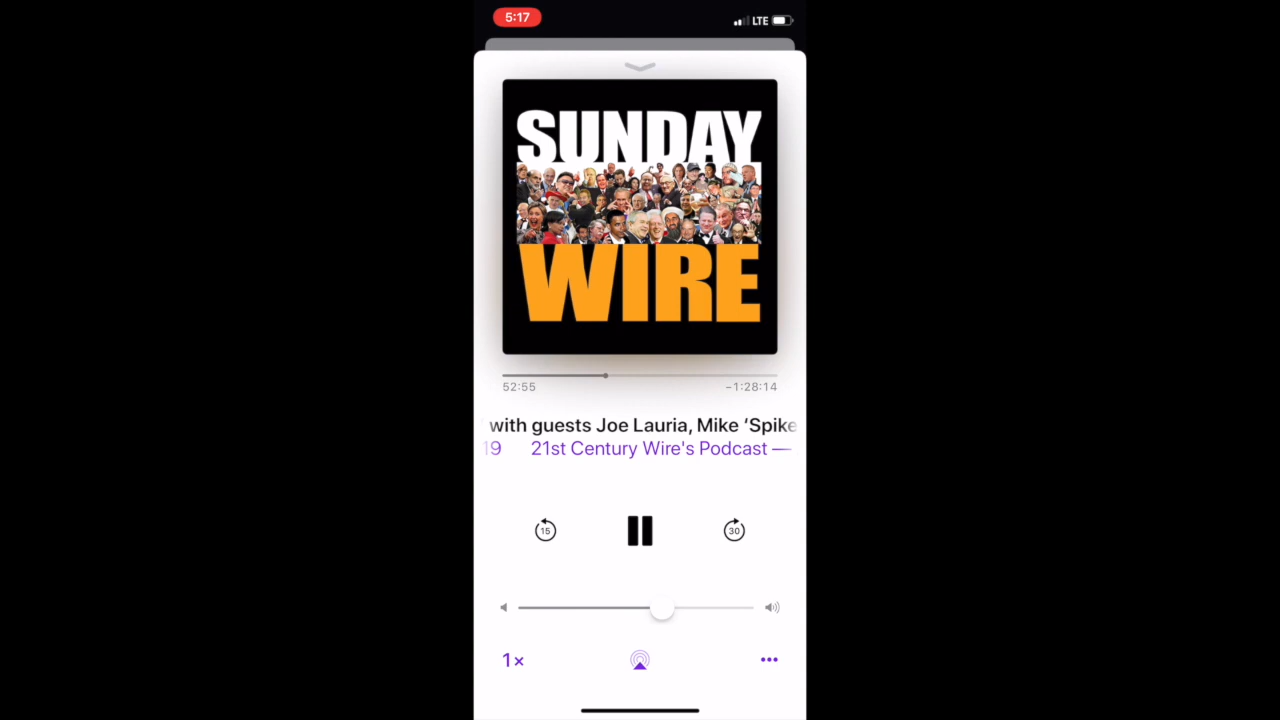 5:17
LTE
SUNDAY
WIRE
52:55
−1:28:14
with guests Joe Lauria, Mike ‘Spike
19 21st Century Wire's Podcast —
15
30
1×